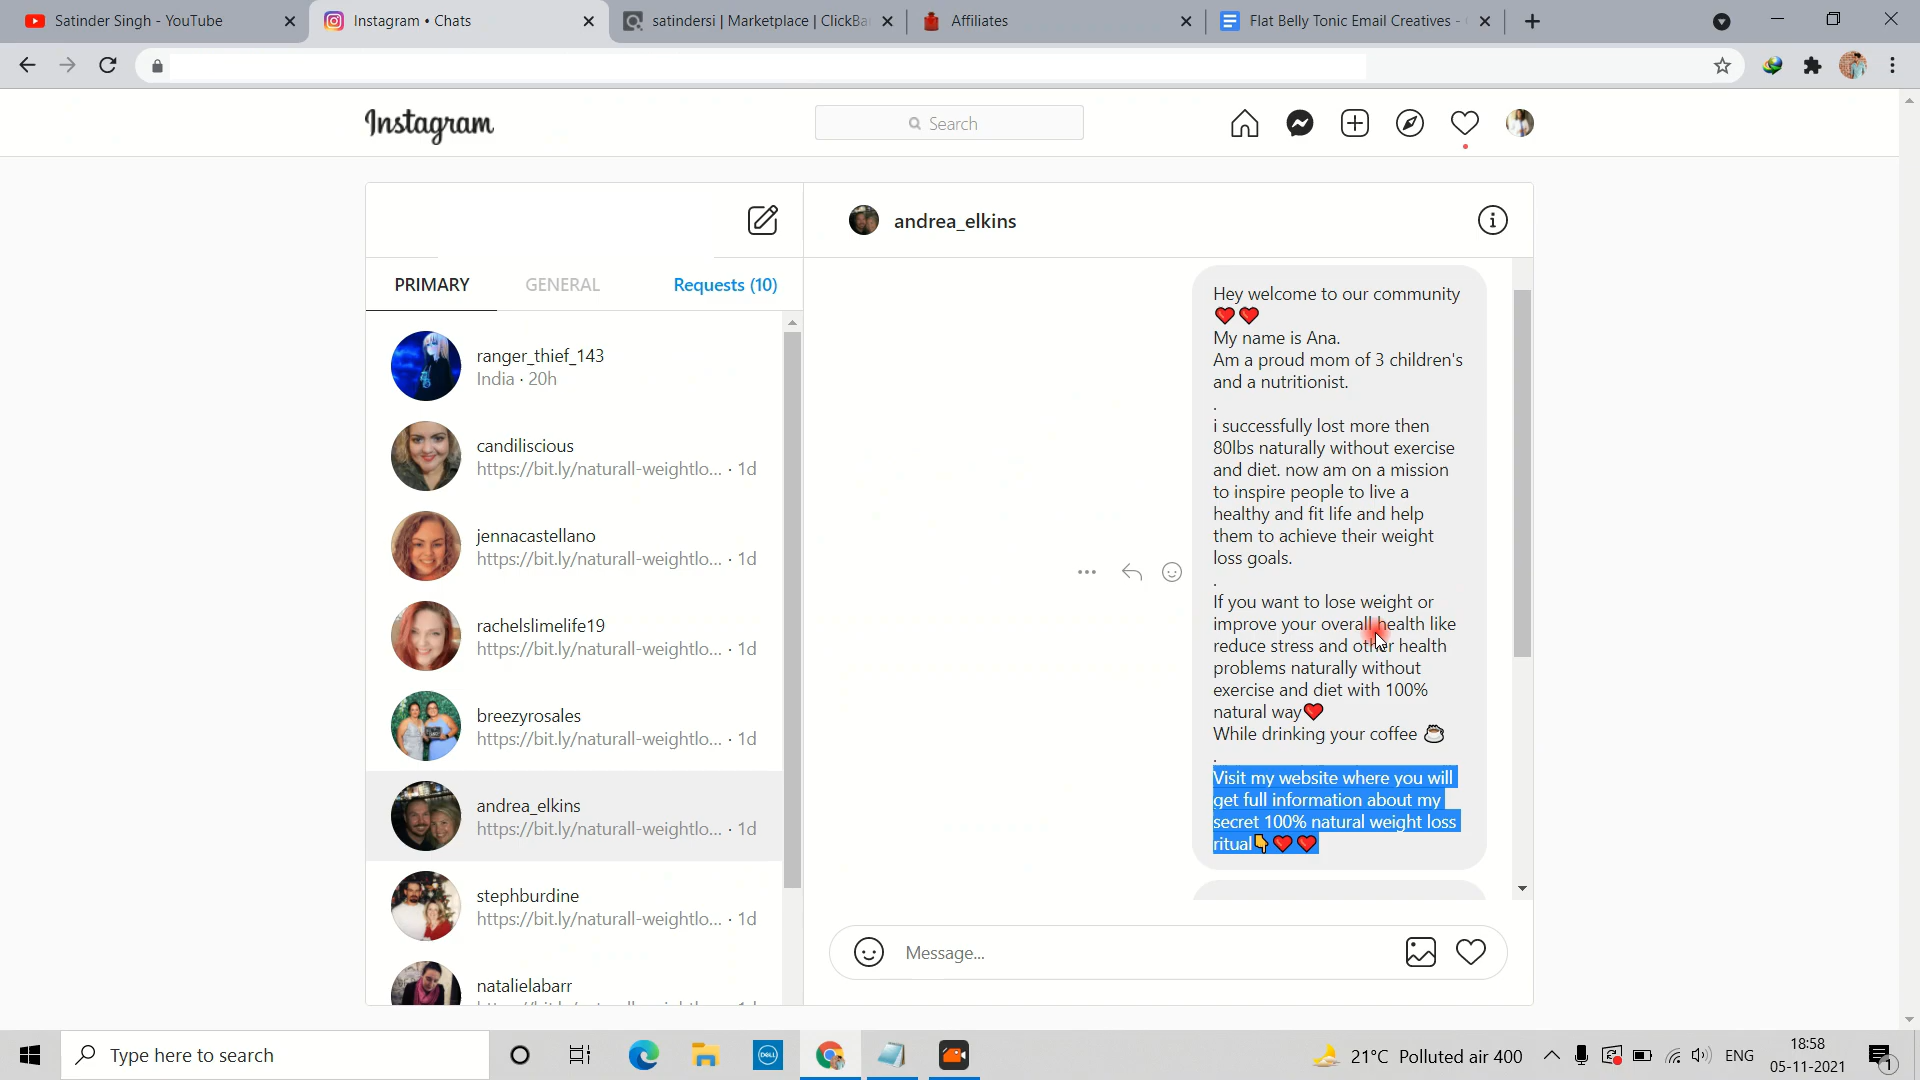 Satinder Singh - YouTube
Instagram • Chats
satindersi | Marketplace | ClickBa
Affiliates
Flat Belly Tonic Email Creatives -
Instagram
Search
PRIMARY
GENERAL
Requests (10)
ranger_thief_143
India · 20h
candiliscious
https://bit.ly/naturall-weightlo... · 1d
jennacastellano
https://bit.ly/naturall-weightlo... · 1d
rachelslimelife19
https://bit.ly/naturall-weightlo... · 1d
breezyrosales
https://bit.ly/naturall-weightlo... · 1d
andrea_elkins
https://bit.ly/naturall-weightlo... · 1d
stephburdine
https://bit.ly/naturall-weightlo... · 1d
natalielabarr
andrea_elkins
Hey welcome to our community
❤️❤️
My name is Ana.
Am a proud mom of 3 children's
and a nutritionist.
.
i successfully lost more then
80lbs naturally without exercise
and diet. now am on a mission
to inspire people to live a
healthy and fit life and help
them to achieve their weight
loss goals.
.
If you want to lose weight or
improve your overall health like
reduce stress and other health
problems naturally without
exercise and diet with 100%
natural way❤️
While drinking your coffee ☕
.
Visit my website where you will
get full information about my
secret 100% natural weight loss
ritual👇❤️❤️
Message...
Type here to search
DELL
21°C Polluted air 400
ENG
18:58
05-11-2021
1